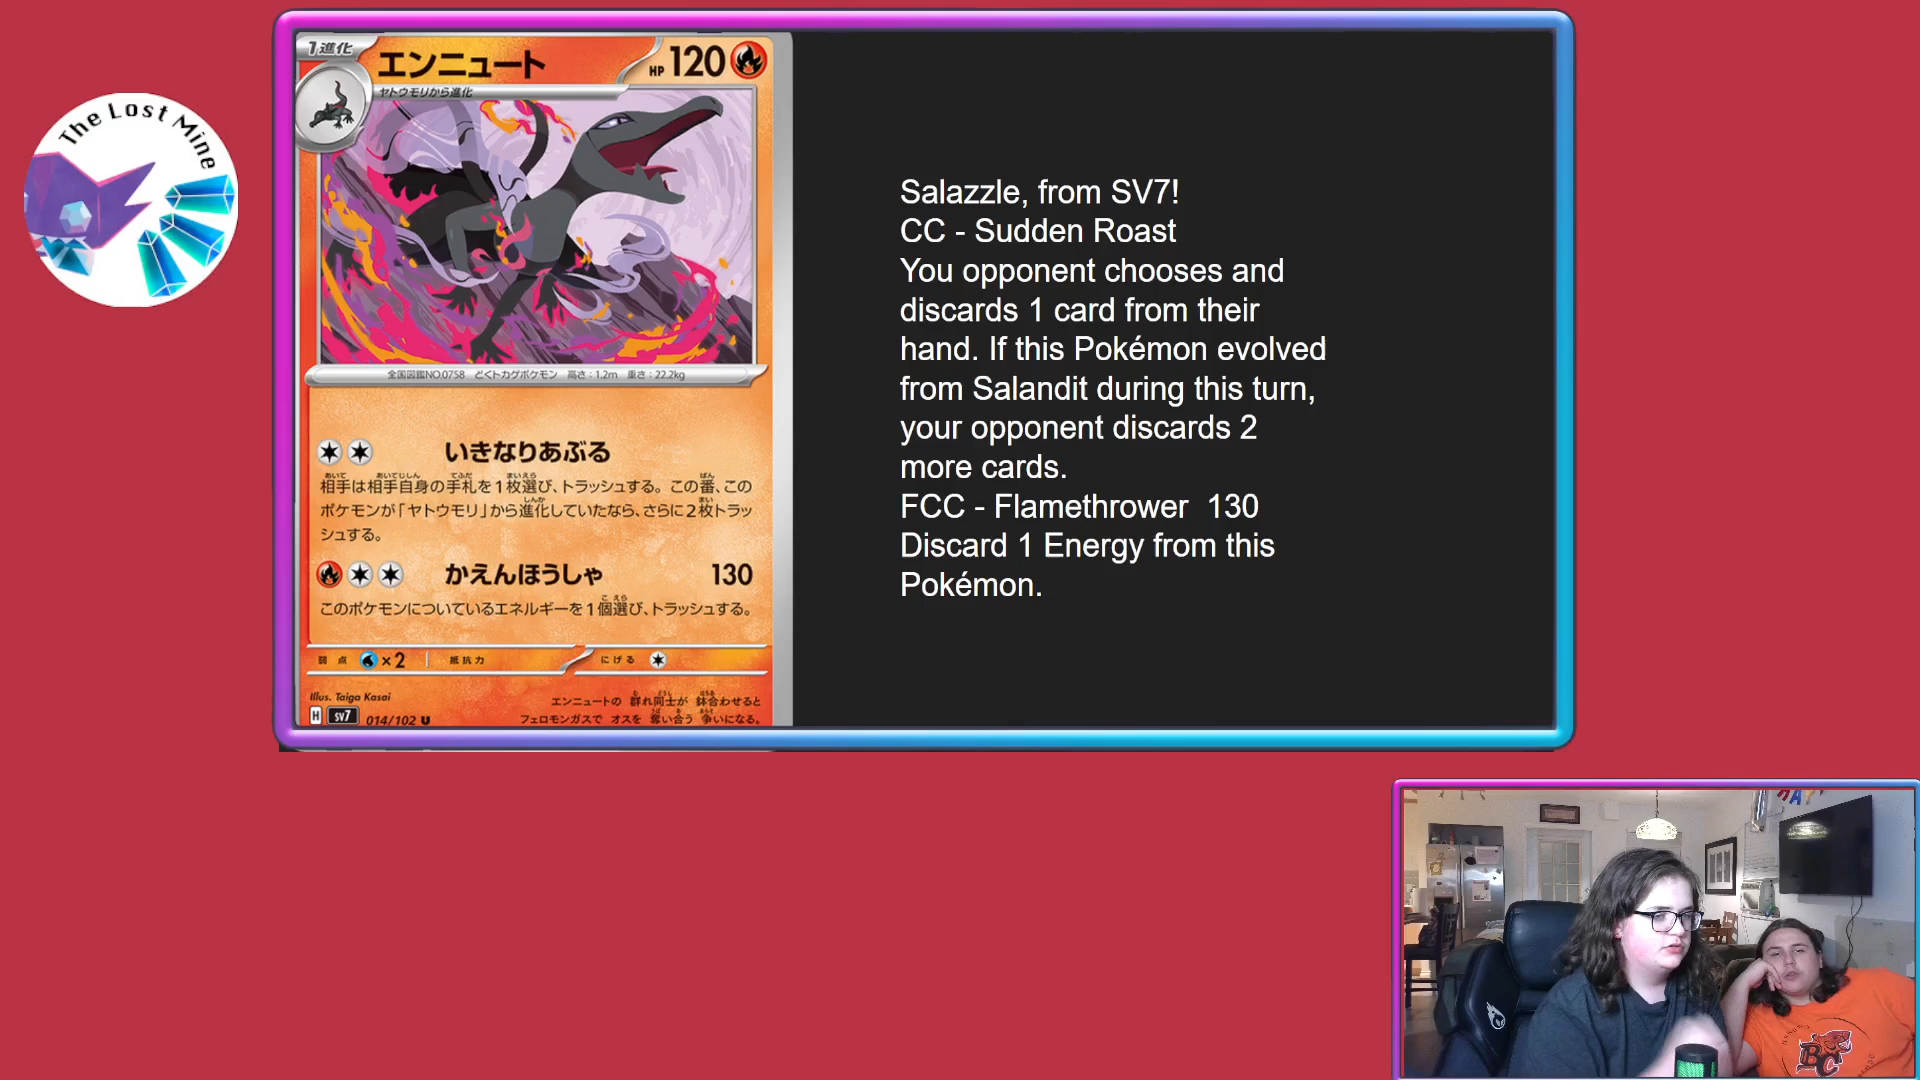 The Lost Mine
1進化
エンニュート
HP 120
ヤトウモリから進化
全国図鑑NO.0758 どくトカゲポケモン 高さ:1.2m 重さ:22.2kg
いきなりあぶる
相手は相手自身の手札を1枚選び、トラッシュする。この番、この
ポケモンが「ヤトウモリ」から進化していたなら、さらに2枚トラッ
シュする。
かえんほうしゃ 130
このポケモンについているエネルギーを1個選び、トラッシュする。
弱点 ×2 抵抗力 にげる
Illus. Taiga Kasai
H SV7 014/102 U
エンニュートの 群れ同士が 鉢合わせると
フェロモンガスで オスを 奪い合う 争いになる。
Salazzle, from SV7!
CC - Sudden Roast
You opponent chooses and
discards 1 card from their
hand. If this Pokémon evolved
from Salandit during this turn,
your opponent discards 2
more cards.
FCC - Flamethrower 130
Discard 1 Energy from this
Pokémon.
BC